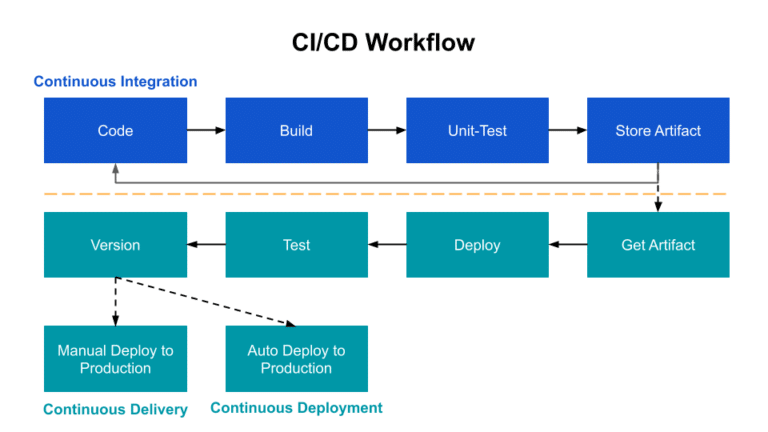 CI/CD Workflow
Continuous Integration
Code
Build
Unit-Test
Store Artifact
Version
Test
Deploy
Get Artifact
Manual Deploy to
Production
Auto Deploy to
Production
Continuous Delivery
Continuous Deployment